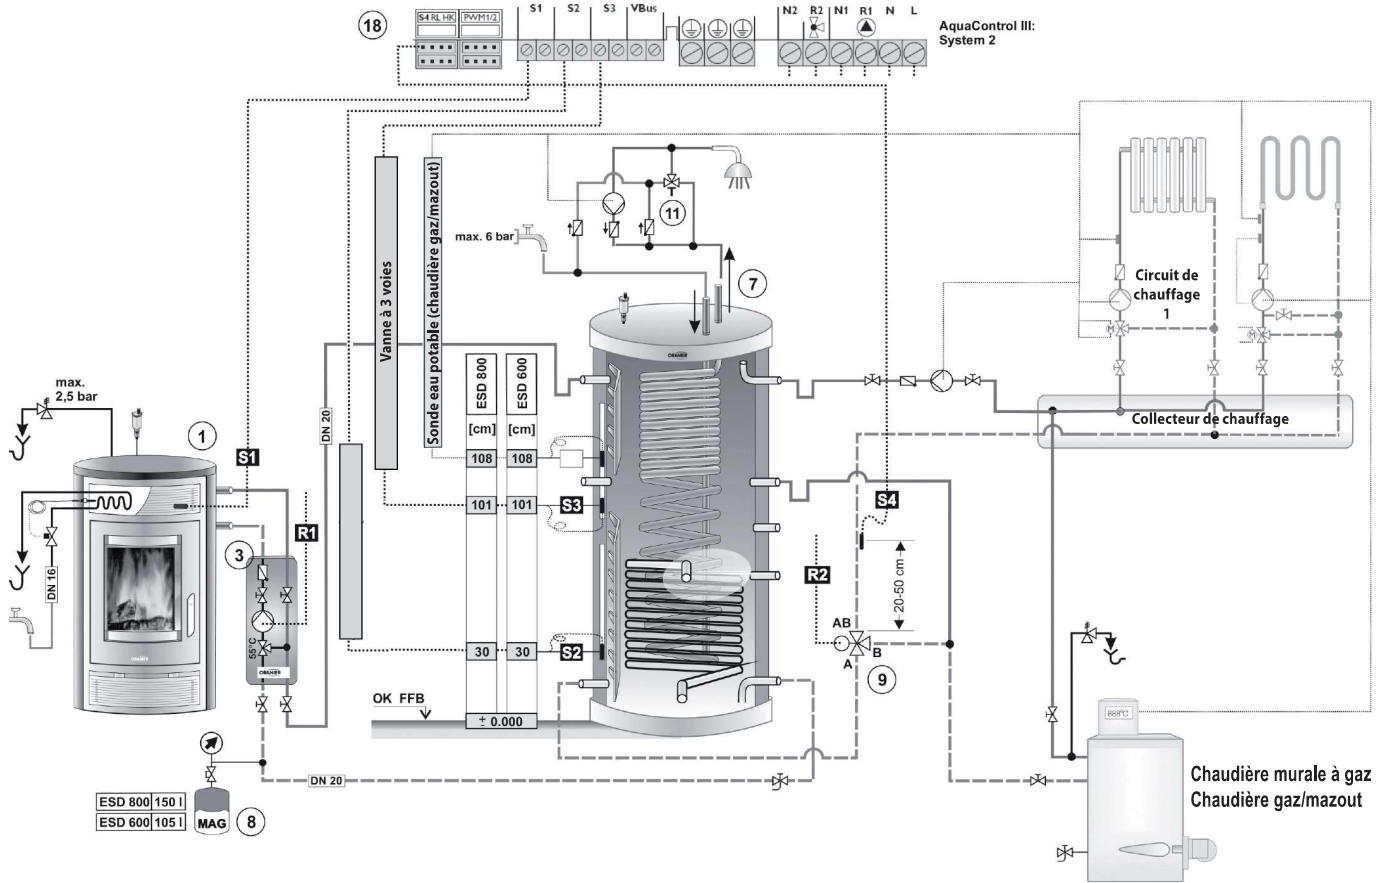 18
S4 RL HK
PWM1/2
S1
S2
S3
VBus
N2
R2
N1
R1
N
L
AquaControl III:
System 2
Vanne à 3 voies
Sonde eau potable (chaudière gaz/mazout)
max. 6 bar
11
7
Circuit de
chauffage
1
M
M
Collecteur de chauffage
max.
2,5 bar
1
S1
DN 20
ESD 800
ESD 600
[cm]
[cm]
108
108
101
101
S3
S4
R1
3
DN 16
55°C
ORANIER
ORANIER
ORANIER
R2
20-50 cm
AB
B
A
9
30
30
S2
OK FFB
± 0.000
DN 20
ESD 800
150 l
ESD 600
105 l
MAG
8
888°C
Chaudière murale à gaz
Chaudière gaz/mazout